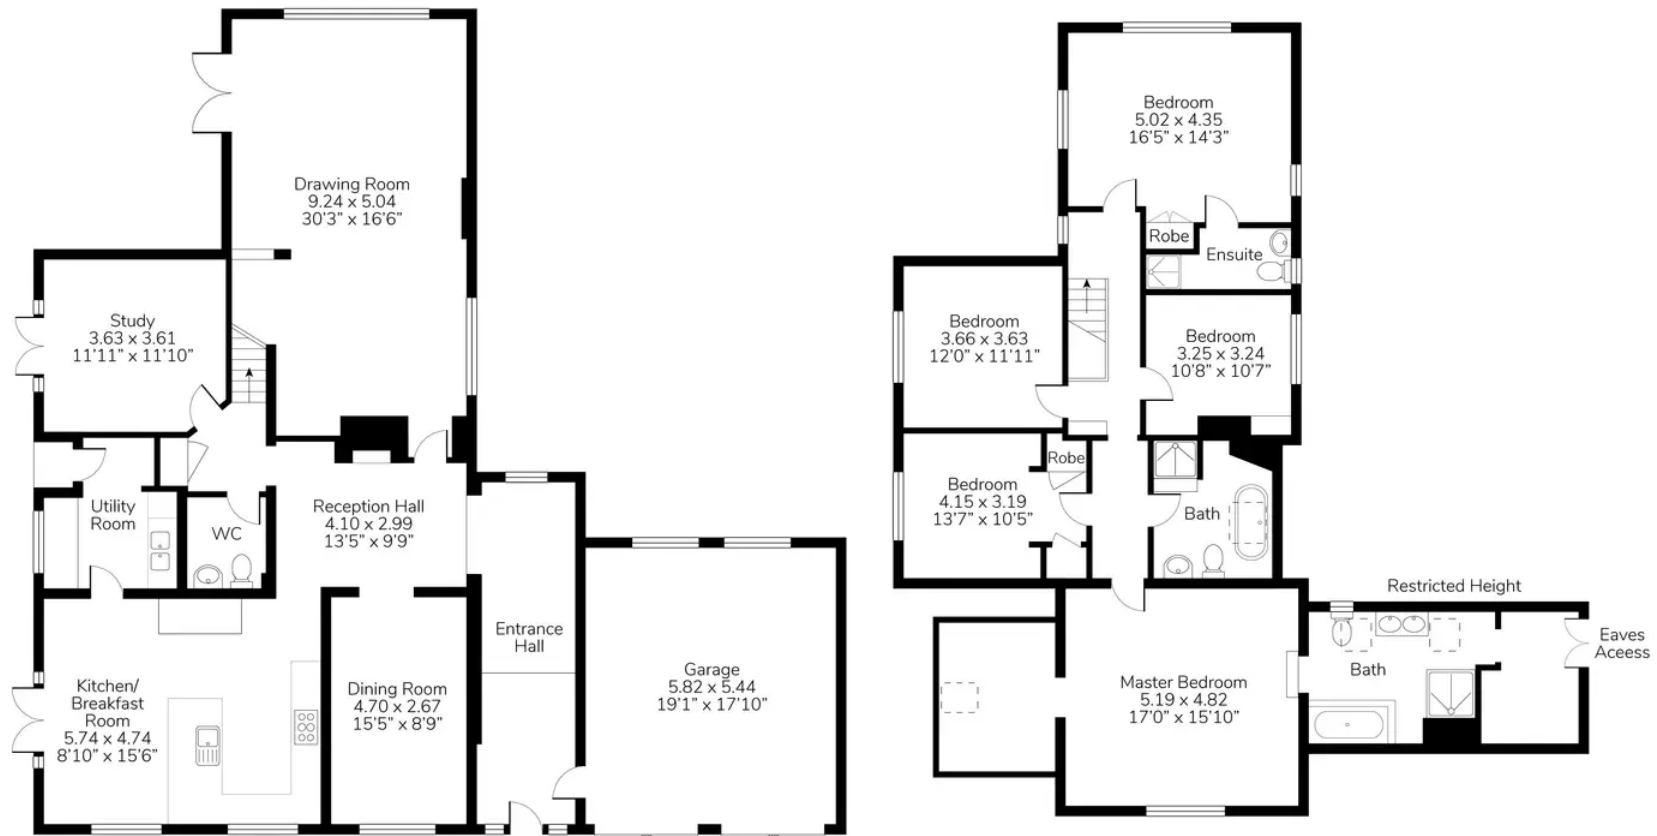 Drawing Room
9.24 x 5.04
30'3” x 16'6”
Study
3.63 x 3.61
11'11” x 11'10”
Utility
Room
WC
Reception Hall
4.10 x 2.99
13'5” x 9'9”
Entrance
Hall
Kitchen/
Breakfast
Room
5.74 x 4.74
8'10” x 15'6”
Dining Room
4.70 x 2.67
15'5” x 8'9”
Garage
5.82 x 5.44
19'1” x 17'10”
Bedroom
5.02 x 4.35
16'5” x 14'3”
Robe
Ensuite
Bedroom
3.66 x 3.63
12'0” x 11'11”
Bedroom
3.25 x 3.24
10'8” x 10'7”
Robe
Bedroom
4.15 x 3.19
13'7” x 10'5”
Bath
Restricted Height
Eaves
Aceess
Bath
Master Bedroom
5.19 x 4.82
17'0” x 15'10”